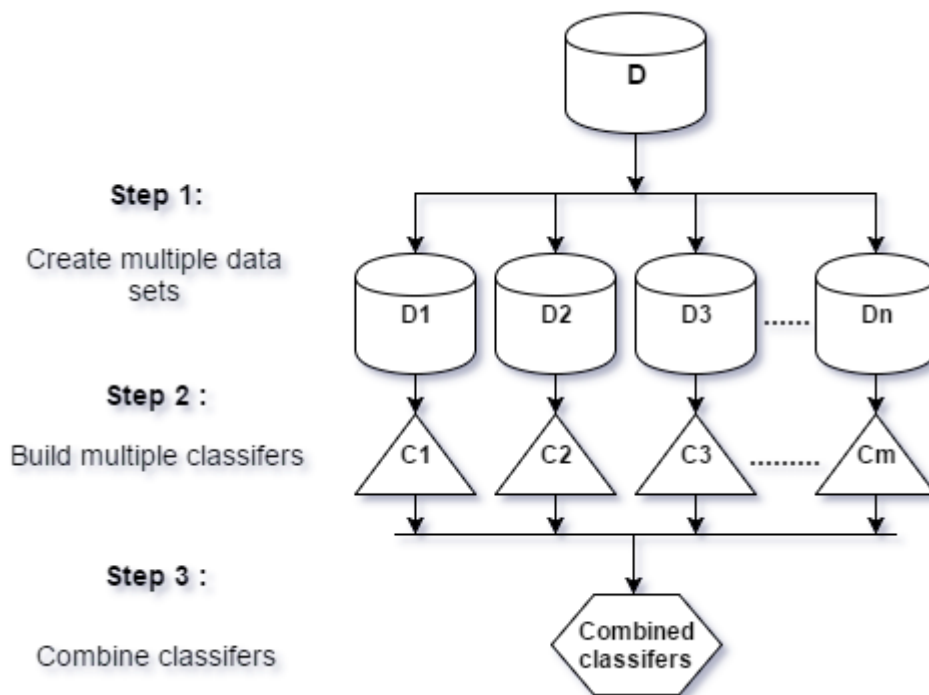 D
Step 1:
Create multiple data
sets
D1 D2 D3 ...... Dn
Step 2 :
Build multiple classifers
C1 C2 C3 ......... Cm
Step 3 :
Combine classifers
Combined
classifers